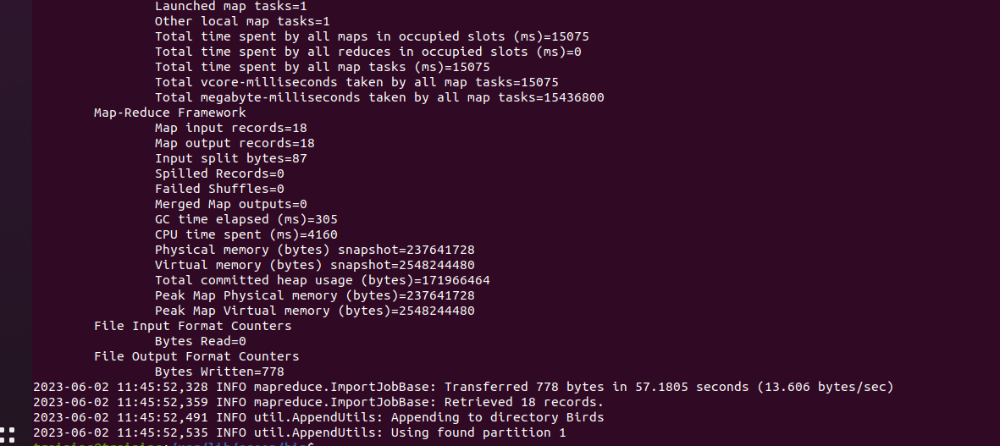 Launched map tasks=1
Other local map tasks=1
Total time spent by all maps in occupied slots (ms)=15075
Total time spent by all reduces in occupied slots (ms)=0
Total time spent by all map tasks (ms)=15075
Total vcore-milliseconds taken by all map tasks=15075
Total megabyte-milliseconds taken by all map tasks=15436800
Map-Reduce Framework
Map input records=18
Map output records=18
Input split bytes=87
Spilled Records=0
Failed Shuffles=0
Merged Map outputs=0
GC time elapsed (ms)=305
CPU time spent (ms)=4160
Physical memory (bytes) snapshot=237641728
Virtual memory (bytes) snapshot=2548244480
Total committed heap usage (bytes)=171966464
Peak Map Physical memory (bytes)=237641728
Peak Map Virtual memory (bytes)=2548244480
File Input Format Counters
Bytes Read=0
File Output Format Counters
Bytes Written=778
2023-06-02 11:45:52,328 INFO mapreduce.ImportJobBase: Transferred 778 bytes in 57.1805 seconds (13.606 bytes/sec)
2023-06-02 11:45:52,359 INFO mapreduce.ImportJobBase: Retrieved 18 records.
2023-06-02 11:45:52,491 INFO util.AppendUtils: Appending to directory Birds
2023-06-02 11:45:52,535 INFO util.AppendUtils: Using found partition 1